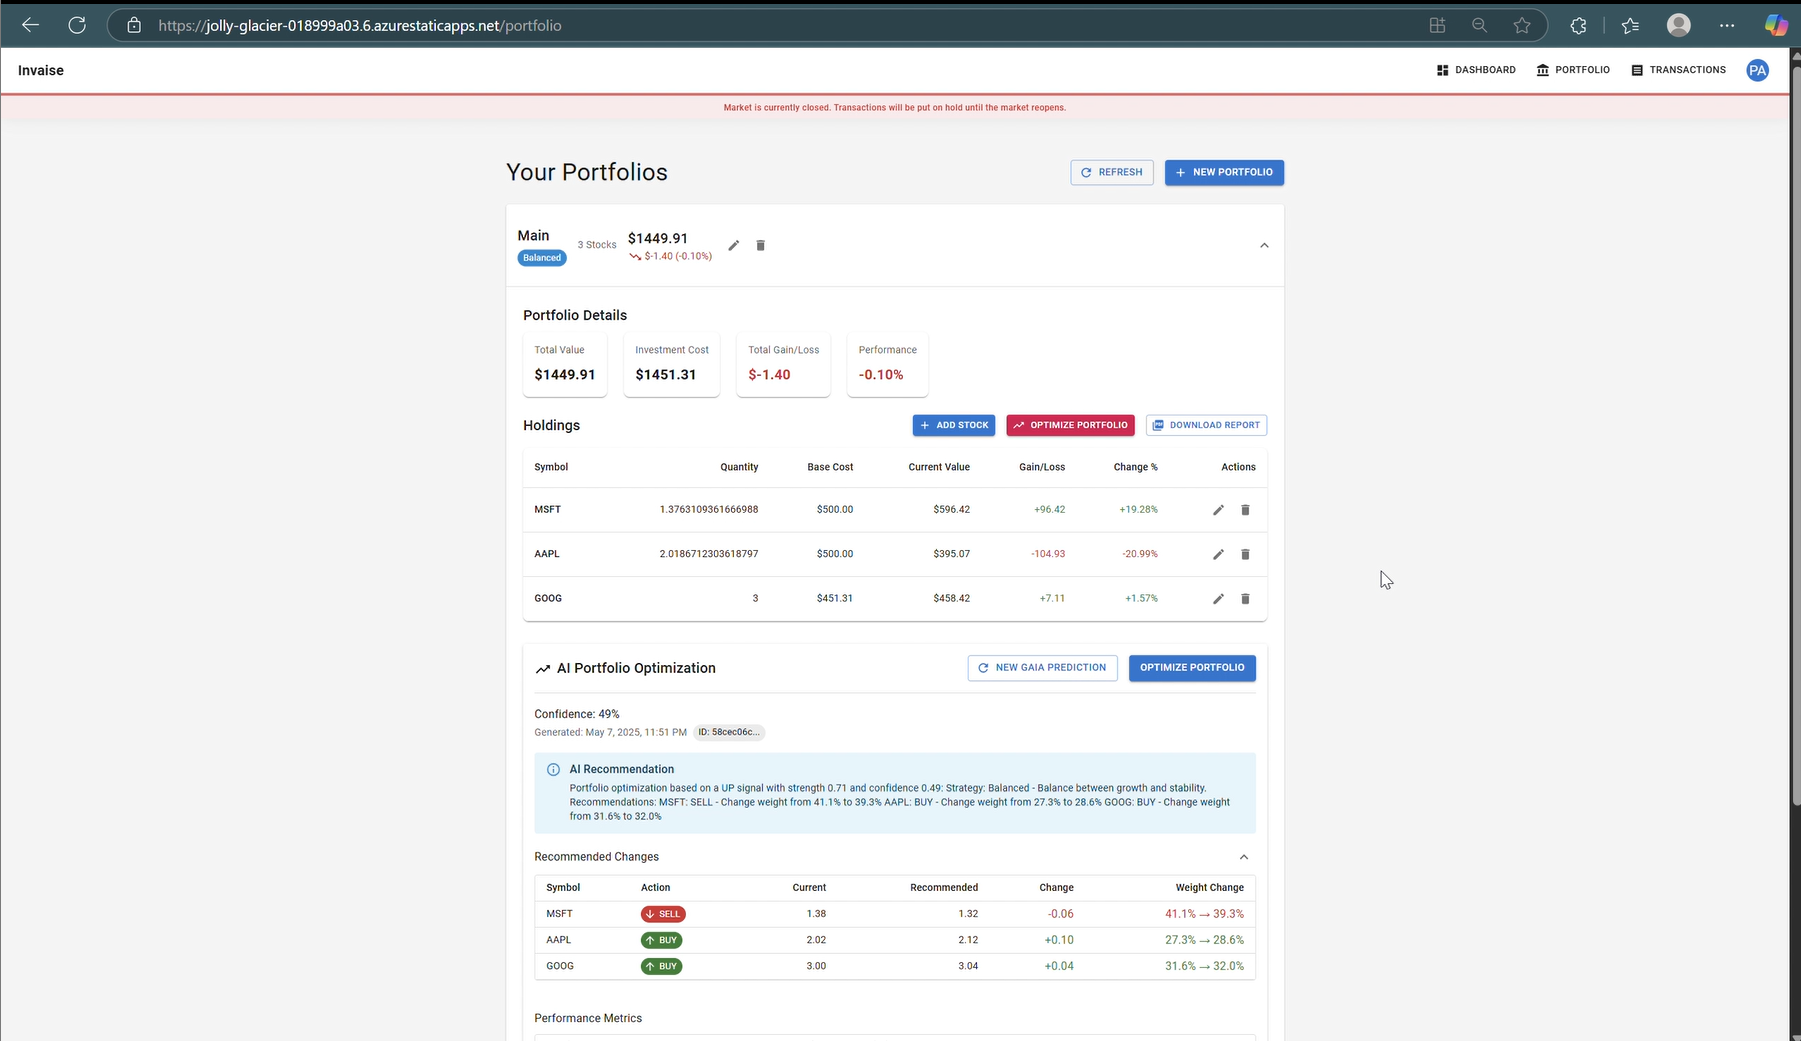 https://jolly-glacier-018999a03.6.azurestaticapps.net/portfolio
Invaise
DASHBOARD PORTFOLIO TRANSACTIONS PA
Market is currently closed. Transactions will be put on hold until the market reopens.
Your Portfolios
REFRESH
+ NEW PORTFOLIO
Main
Balanced
3 Stocks
$1449.91
$-1.40 (-0.10%)
Portfolio Details
Total Value
$1449.91
Investment Cost
$1451.31
Total Gain/Loss
$-1.40
Performance
-0.10%
Holdings
+ ADD STOCK
OPTIMIZE PORTFOLIO
DOWNLOAD REPORT
Symbol Quantity Base Cost Current Value Gain/Loss Change % Actions
MSFT 1.3763109361666988 $500.00 $596.42 +96.42 +19.28%
AAPL 2.0186712303618797 $500.00 $395.07 -104.93 -20.99%
GOOG 3 $451.31 $458.42 +7.11 +1.57%
AI Portfolio Optimization
NEW GAIA PREDICTION
OPTIMIZE PORTFOLIO
Confidence: 49%
Generated: May 7, 2025, 11:51 PM ID: 58cec06c...
AI Recommendation
Portfolio optimization based on a UP signal with strength 0.71 and confidence 0.49: Strategy: Balanced - Balance between growth and stability.
Recommendations: MSFT: SELL - Change weight from 41.1% to 39.3% AAPL: BUY - Change weight from 27.3% to 28.6% GOOG: BUY - Change weight
from 31.6% to 32.0%
Recommended Changes
Symbol Action Current Recommended Change Weight Change
MSFT ↓ SELL 1.38 1.32 -0.06 41.1% → 39.3%
AAPL ↑ BUY 2.02 2.12 +0.10 27.3% → 28.6%
GOOG ↑ BUY 3.00 3.04 +0.04 31.6% → 32.0%
Performance Metrics